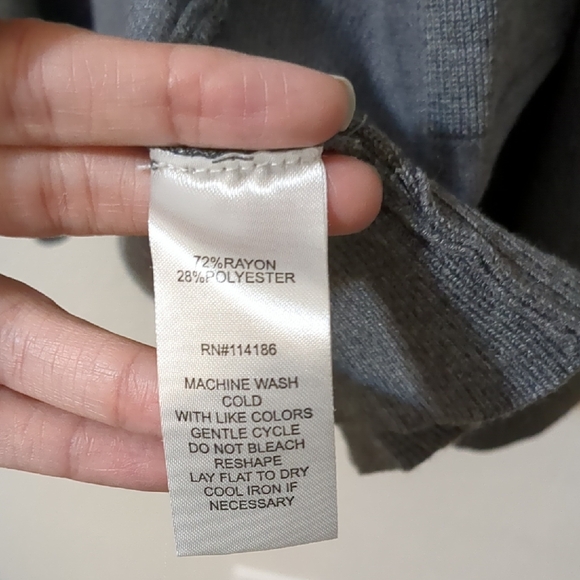 72%RAYON
28%POLYESTER
RN#114186
MACHINE WASH
COLD
WITH LIKE COLORS
GENTLE CYCLE
DO NOT BLEACH
RESHAPE
LAY FLAT TO DRY
COOL IRON IF
NECESSARY